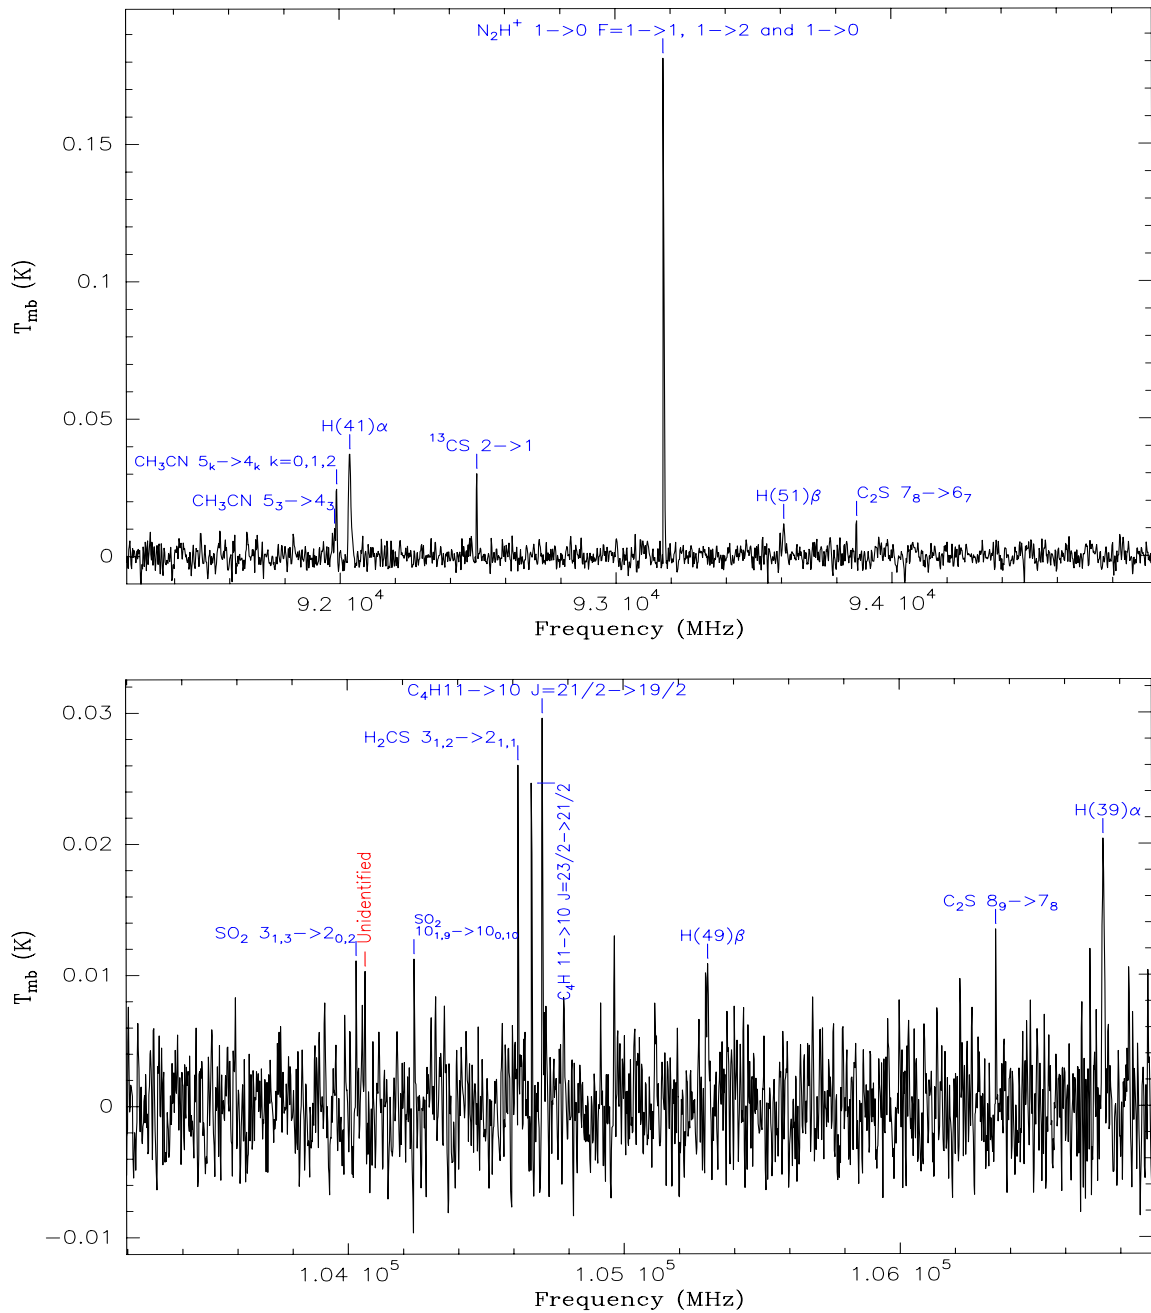 N₂H⁺ 1−>0 F=1−>1, 1−>2 and 1−>0
0.15
0.1
T_mb (K)
H(41)α
0.05
¹³CS 2−>1
CH₃CN 5ₖ−>4ₖ k=0,1,2
CH₃CN 5₃−>4₃
H(51)β
C₂S 7₈−>6₇
0
9.2 10⁴
9.3 10⁴
9.4 10⁴
Frequency (MHz)
C₄H11−>10 J=21/2−>19/2
0.03
H₂CS 3₁,₂−>2₁,₁
C₄H 11−>10 J=23/2−>21/2
H(39)α
0.02
Unidentified
C₂S 8₉−>7₈
SO₂
10₁,₉−>10₀,₁₀
SO₂ 3₁,₃−>2₀,₂
H(49)β
T_mb (K)
0.01
0
−0.01
1.04 10⁵
1.05 10⁵
1.06 10⁵
Frequency (MHz)